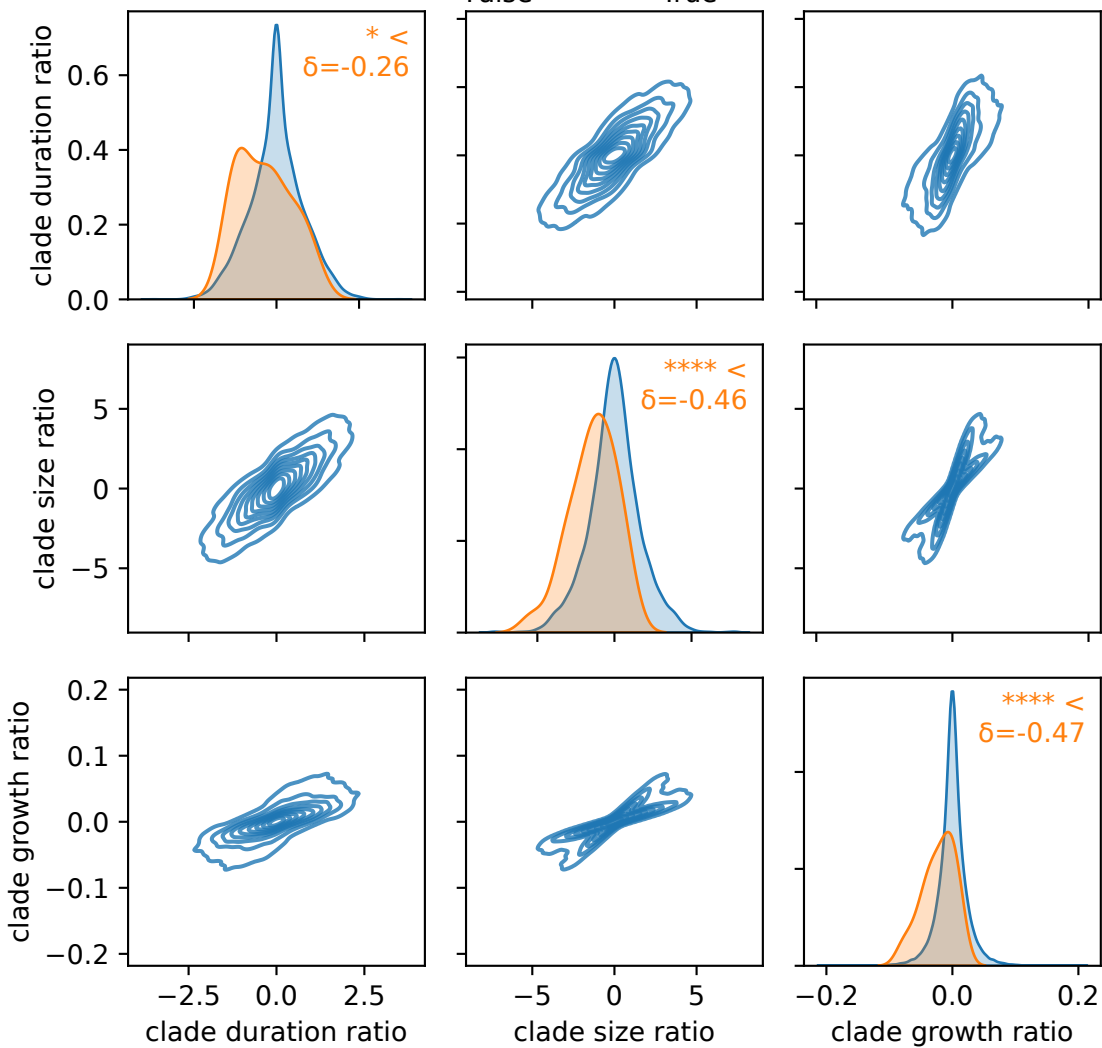 clade duration ratio
0.6
0.4
0.2
0.0
* <
δ=-0.26
clade size ratio
5
0
−5
**** <
δ=-0.46
clade growth ratio
0.2
0.1
0.0
−0.1
−0.2
**** <
δ=-0.47
−2.5 0.0 2.5
−5 0 5
−0.2 0.0 0.2
clade duration ratio
clade size ratio
clade growth ratio